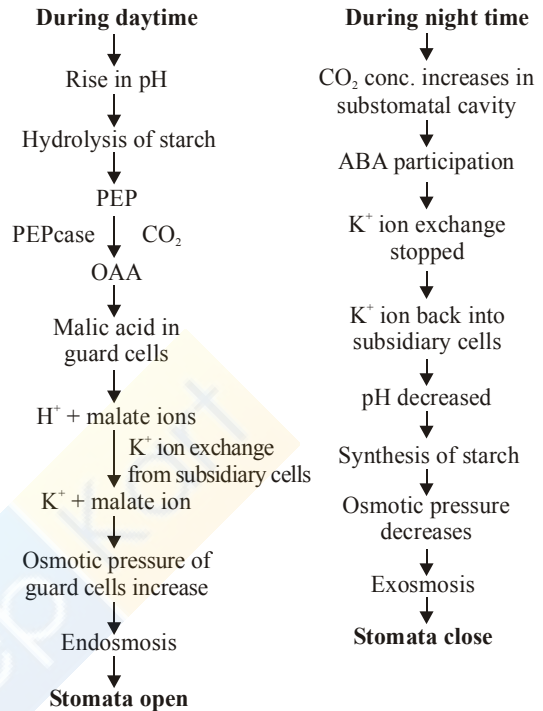 During daytime
Rise in pH
Hydrolysis of starch
PEP
PEPcase CO₂
OAA
Malic acid in
guard cells
H⁺ + malate ions
K⁺ ion exchange
from subsidiary cells
K⁺ + malate ion
Osmotic pressure of
guard cells increase
Endosmosis
Stomata open
During night time
CO₂ conc. increases in
substomatal cavity
ABA participation
K⁺ ion exchange
stopped
K⁺ ion back into
subsidiary cells
pH decreased
Synthesis of starch
Osmotic pressure
decreases
Exosmosis
Stomata close